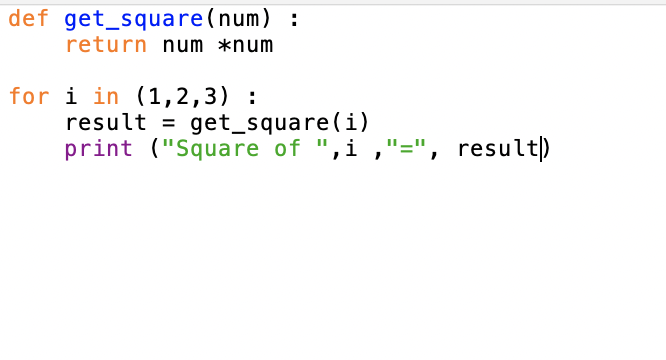 def get_square(num) :
    return num *num
for i in (1,2,3) :
    result = get_square(i)
    print ("Square of ",i ,"=", result)